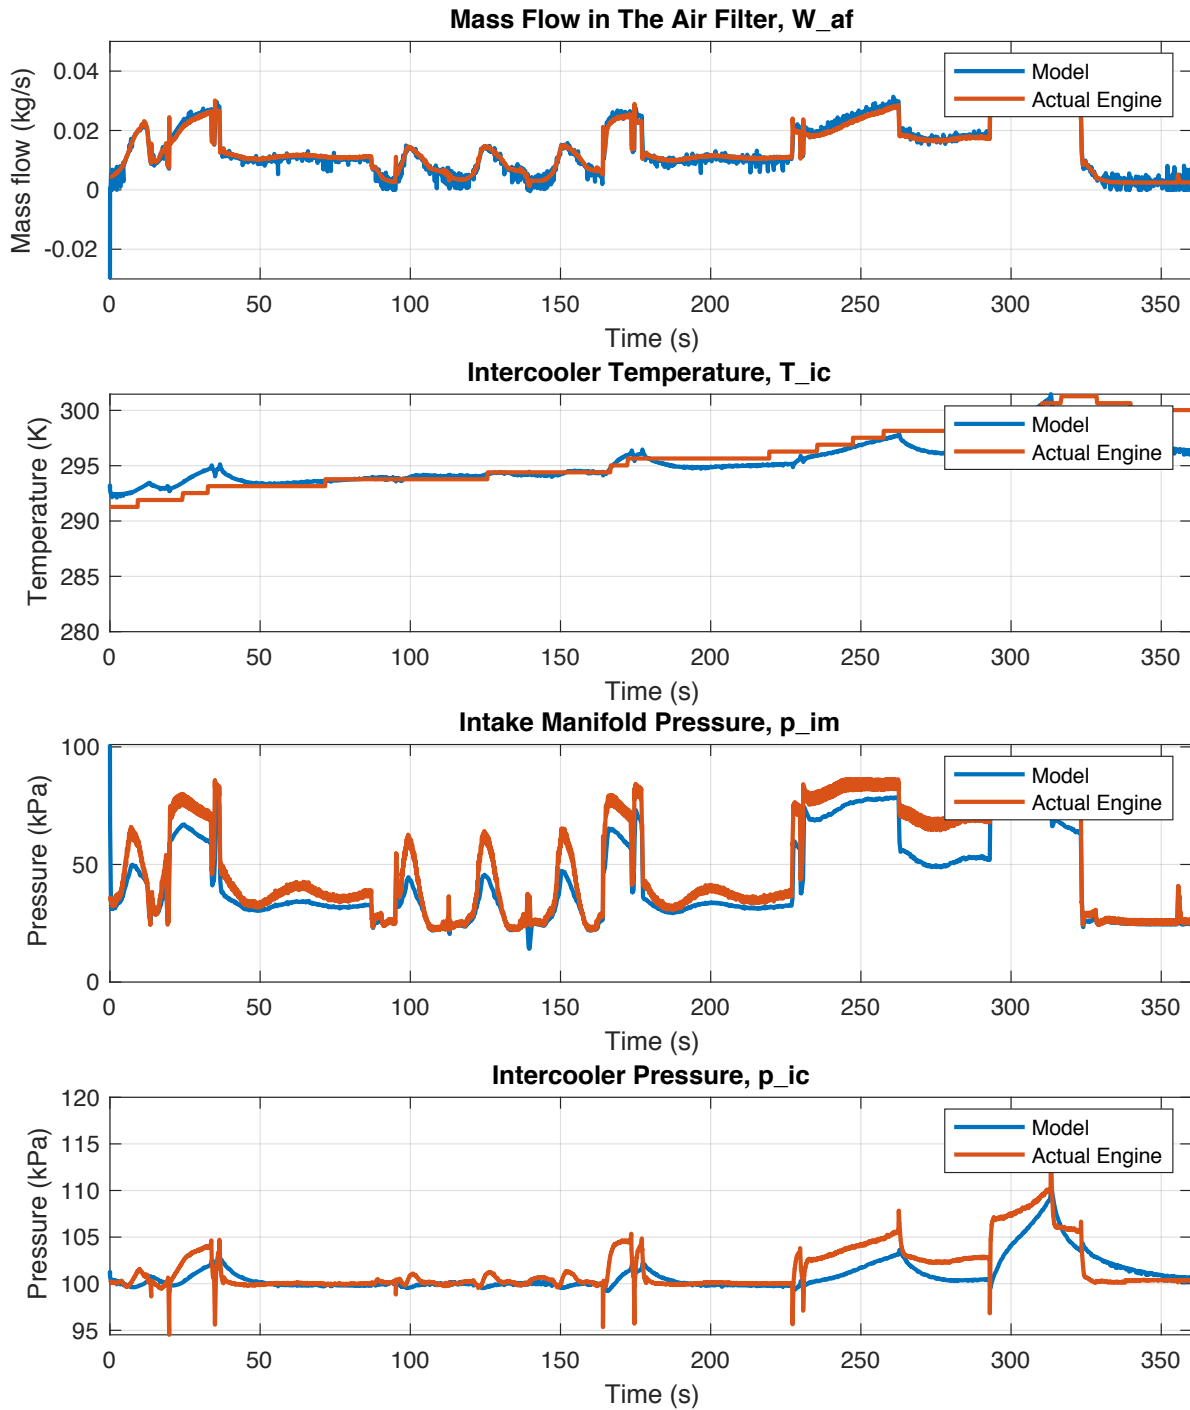 Mass Flow in The Air Filter, W_af
Mass flow (kg/s)
0.04
0.02
0
-0.02
Model
Actual Engine
0 50 100 150 200 250 300 350
Time (s)
Intercooler Temperature, T_ic
Temperature (K)
300
295
290
285
280
Model
Actual Engine
0 50 100 150 200 250 300 350
Time (s)
Intake Manifold Pressure, p_im
Pressure (kPa)
100
50
0
Model
Actual Engine
0 50 100 150 200 250 300 350
Time (s)
Intercooler Pressure, p_ic
Pressure (kPa)
120
115
110
105
100
95
Model
Actual Engine
0 50 100 150 200 250 300 350
Time (s)